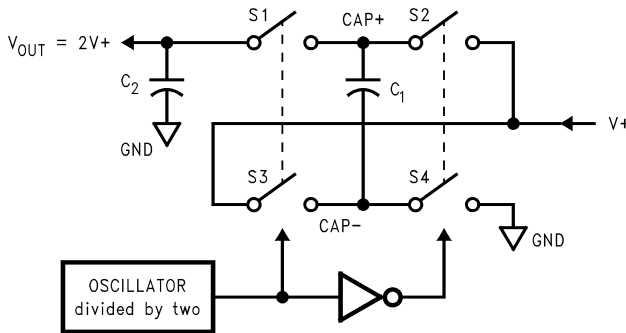 S1 CAP+ S2
V_OUT = 2V+
C2
C1
GND
V+
S3 S4
CAP-
GND
OSCILLATOR
divided by two